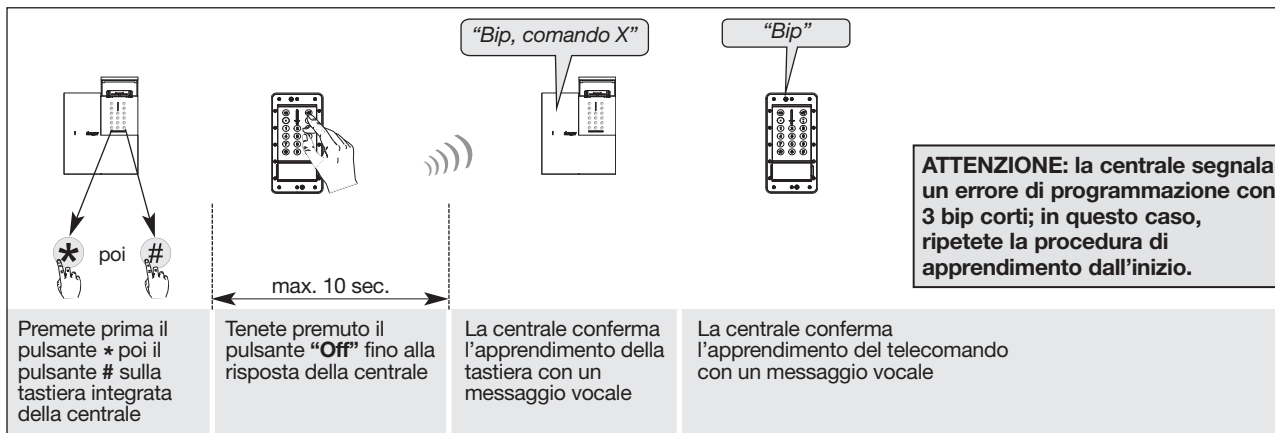 “Bip, comando X”
“Bip”
* poi #
max. 10 sec.
ATTENZIONE: la centrale segnala
un errore di programmazione con
3 bip corti; in questo caso,
ripetete la procedura di
apprendimento dall'inizio.
Premete prima il
pulsante * poi il
pulsante # sulla
tastiera integrata
della centrale
Tenete premuto il
pulsante “Off” fino alla
risposta della centrale
La centrale conferma
l'apprendimento della
tastiera con un
messaggio vocale
La centrale conferma
l'apprendimento del telecomando
con un messaggio vocale